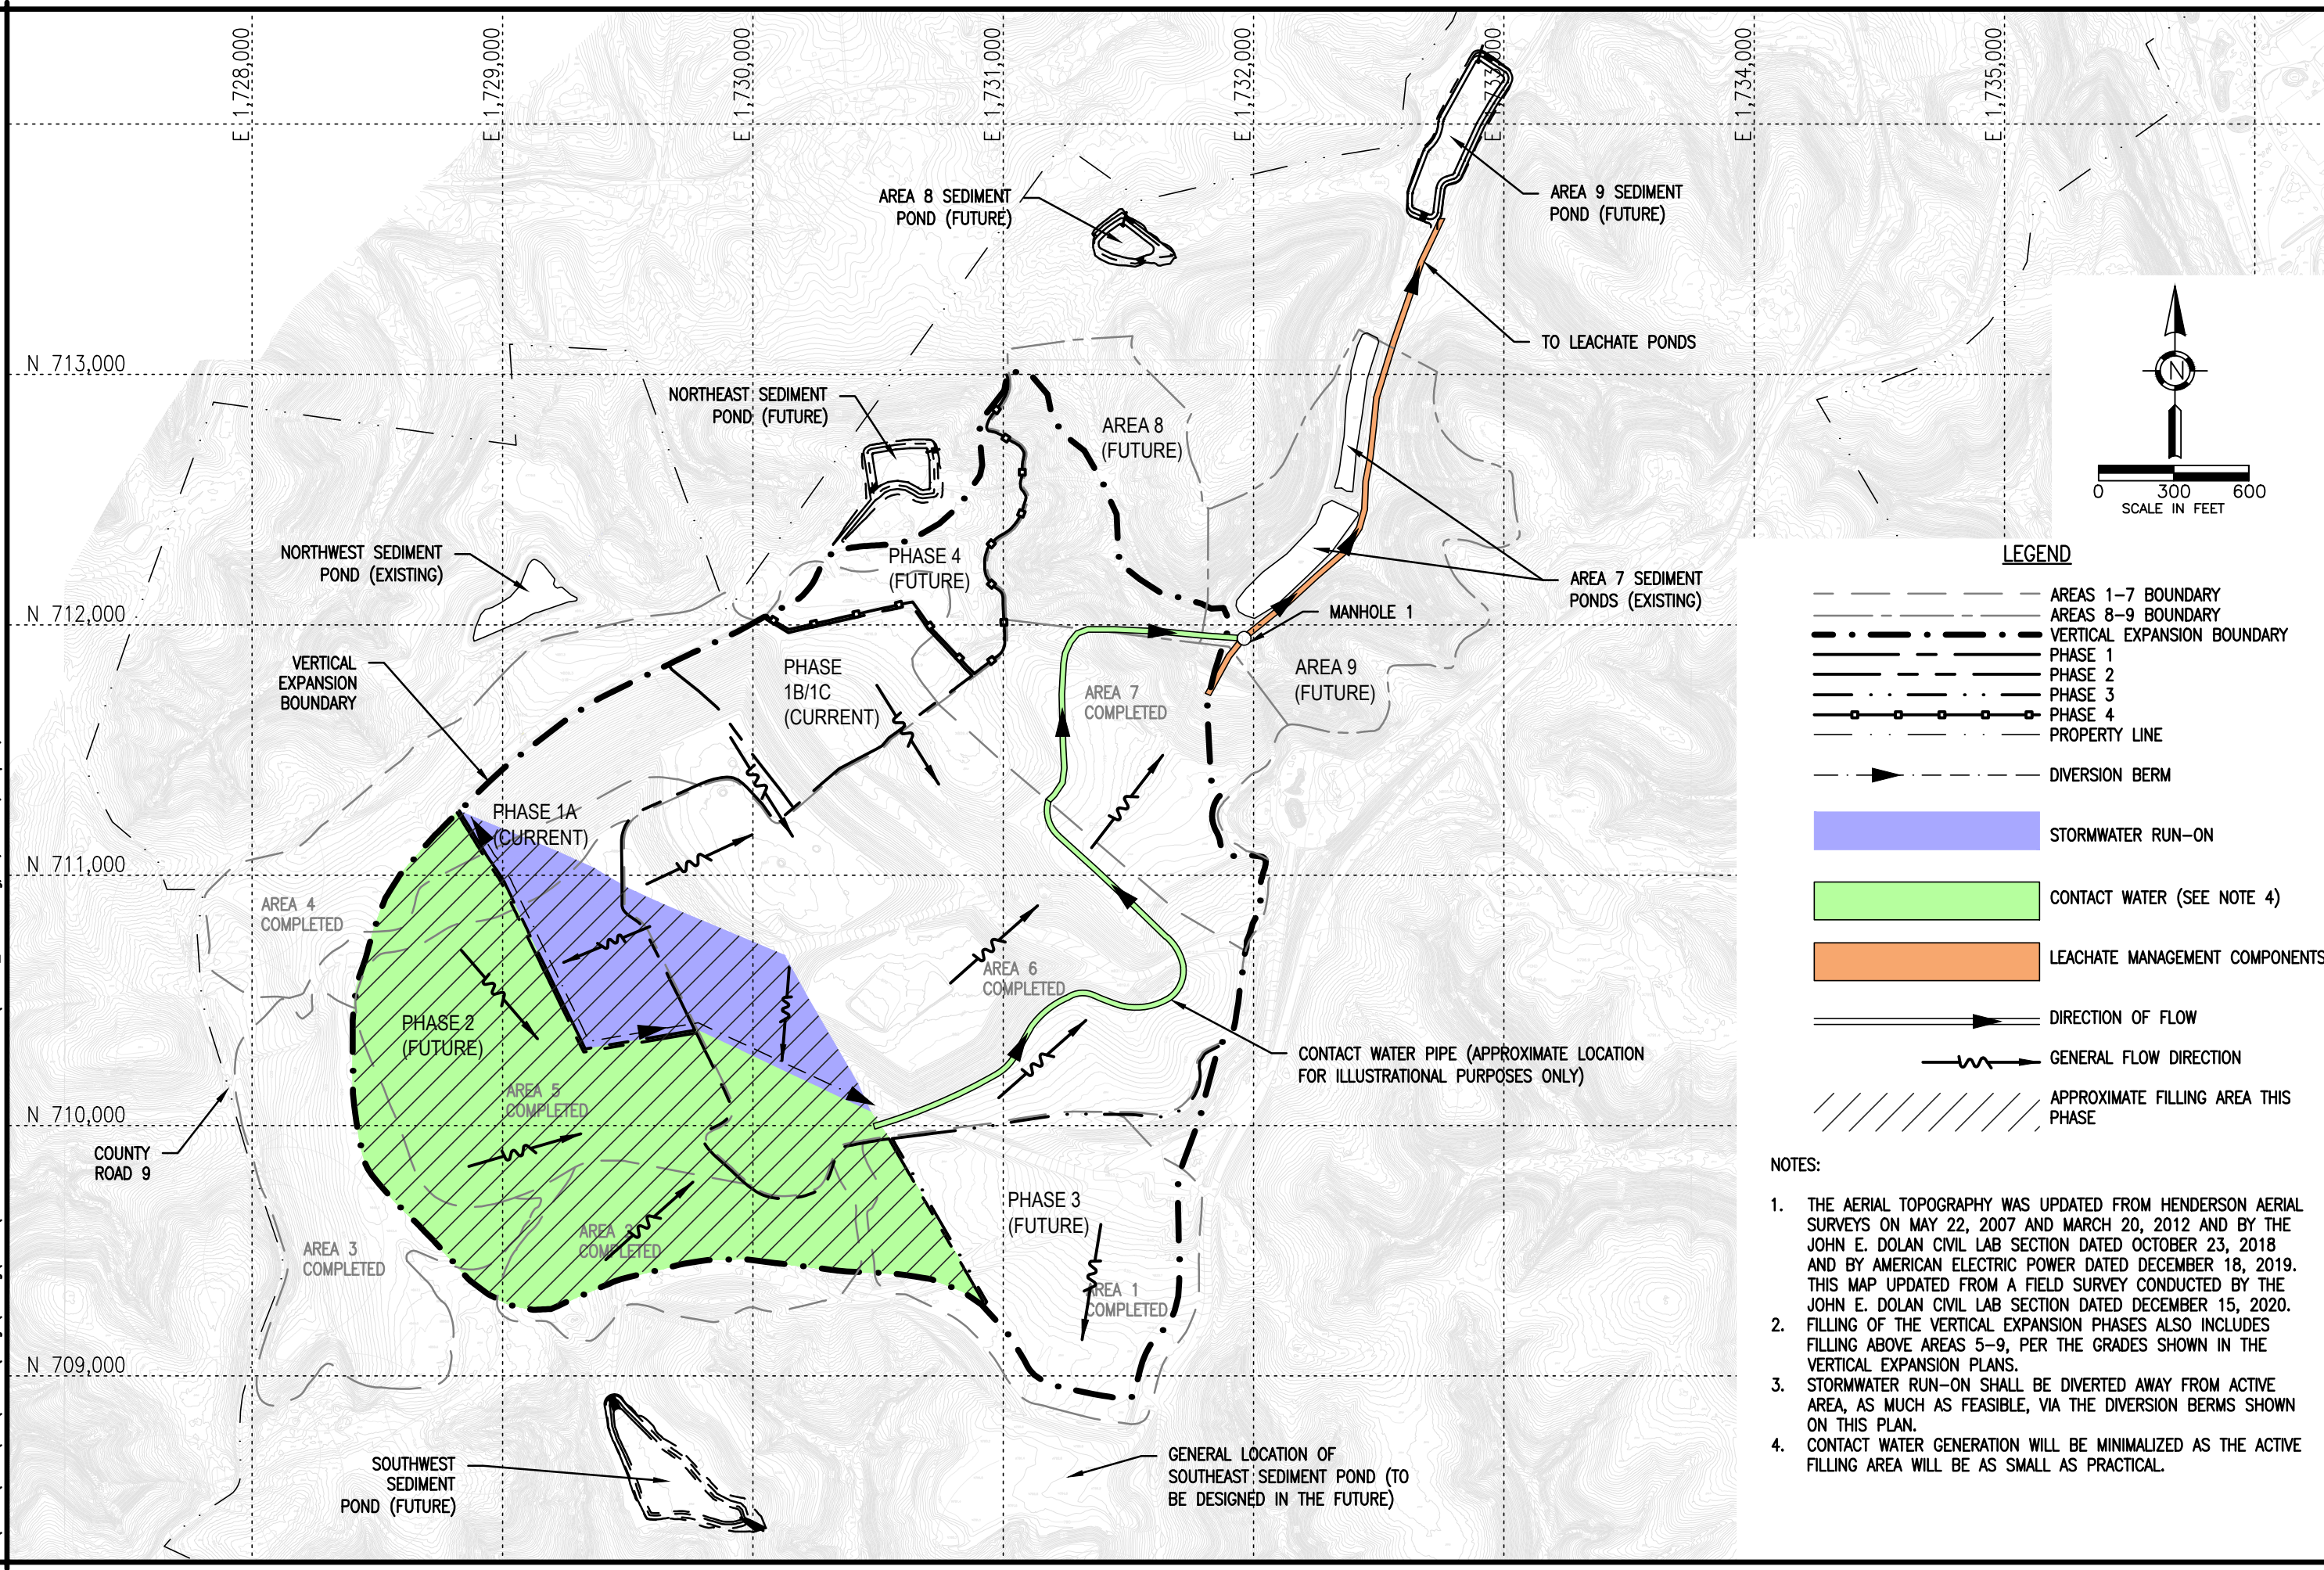 E 1,728,000
E 1,729,000
E 1,730,000
E 1,731,000
E 1,732,000
E 1,733,000
E 1,734,000
E 1,735,000
AREA 8 SEDIMENT
POND (FUTURE)
AREA 9 SEDIMENT
POND (FUTURE)
TO LEACHATE PONDS
N 713,000
NORTHEAST SEDIMENT
POND (FUTURE)
AREA 8
(FUTURE)
N
0 300 600
SCALE IN FEET
NORTHWEST SEDIMENT
POND (EXISTING)
PHASE 4
(FUTURE)
AREA 7 SEDIMENT
PONDS (EXISTING)
MANHOLE 1
N 712,000
VERTICAL
EXPANSION
BOUNDARY
PHASE
1B/1C
(CURRENT)
AREA 7
COMPLETED
AREA 9
(FUTURE)
PHASE 1A
(CURRENT)
N 711,000
AREA 4
COMPLETED
AREA 6
COMPLETED
PHASE 2
(FUTURE)
CONTACT WATER PIPE (APPROXIMATE LOCATION
FOR ILLUSTRATIONAL PURPOSES ONLY)
AREA 5
COMPLETED
N 710,000
COUNTY
ROAD 9
PHASE 3
(FUTURE)
AREA 3
COMPLETED
AREA
COMPLETED
AREA 1
COMPLETED
N 709,000
SOUTHWEST
SEDIMENT
POND (FUTURE)
GENERAL LOCATION OF
SOUTHEAST SEDIMENT POND (TO
BE DESIGNED IN THE FUTURE)
LEGEND
AREAS 1-7 BOUNDARY
AREAS 8-9 BOUNDARY
VERTICAL EXPANSION BOUNDARY
PHASE 1
PHASE 2
PHASE 3
PHASE 4
PROPERTY LINE
DIVERSION BERM
STORMWATER RUN-ON
CONTACT WATER (SEE NOTE 4)
LEACHATE MANAGEMENT COMPONENTS
DIRECTION OF FLOW
GENERAL FLOW DIRECTION
APPROXIMATE FILLING AREA THIS
PHASE
NOTES:
1. THE AERIAL TOPOGRAPHY WAS UPDATED FROM HENDERSON AERIAL
SURVEYS ON MAY 22, 2007 AND MARCH 20, 2012 AND BY THE
JOHN E. DOLAN CIVIL LAB SECTION DATED OCTOBER 23, 2018
AND BY AMERICAN ELECTRIC POWER DATED DECEMBER 18, 2019.
THIS MAP UPDATED FROM A FIELD SURVEY CONDUCTED BY THE
JOHN E. DOLAN CIVIL LAB SECTION DATED DECEMBER 15, 2020.
2. FILLING OF THE VERTICAL EXPANSION PHASES ALSO INCLUDES
FILLING ABOVE AREAS 5-9, PER THE GRADES SHOWN IN THE
VERTICAL EXPANSION PLANS.
3. STORMWATER RUN-ON SHALL BE DIVERTED AWAY FROM ACTIVE
AREA, AS MUCH AS FEASIBLE, VIA THE DIVERSION BERMS SHOWN
ON THIS PLAN.
4. CONTACT WATER GENERATION WILL BE MINIMALIZED AS THE ACTIVE
FILLING AREA WILL BE AS SMALL AS PRACTICAL.